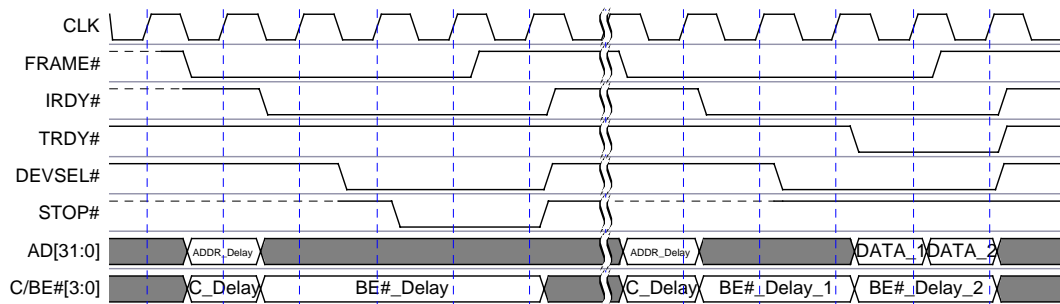 CLK
FRAME#
IRDY#
TRDY#
DEVSEL#
STOP#
AD[31:0] ADDR_Delay ADDR_Delay DATA_1 DATA_2
C/BE#[3:0] C_Delay BE#_Delay C_Delay BE#_Delay_1 BE#_Delay_2